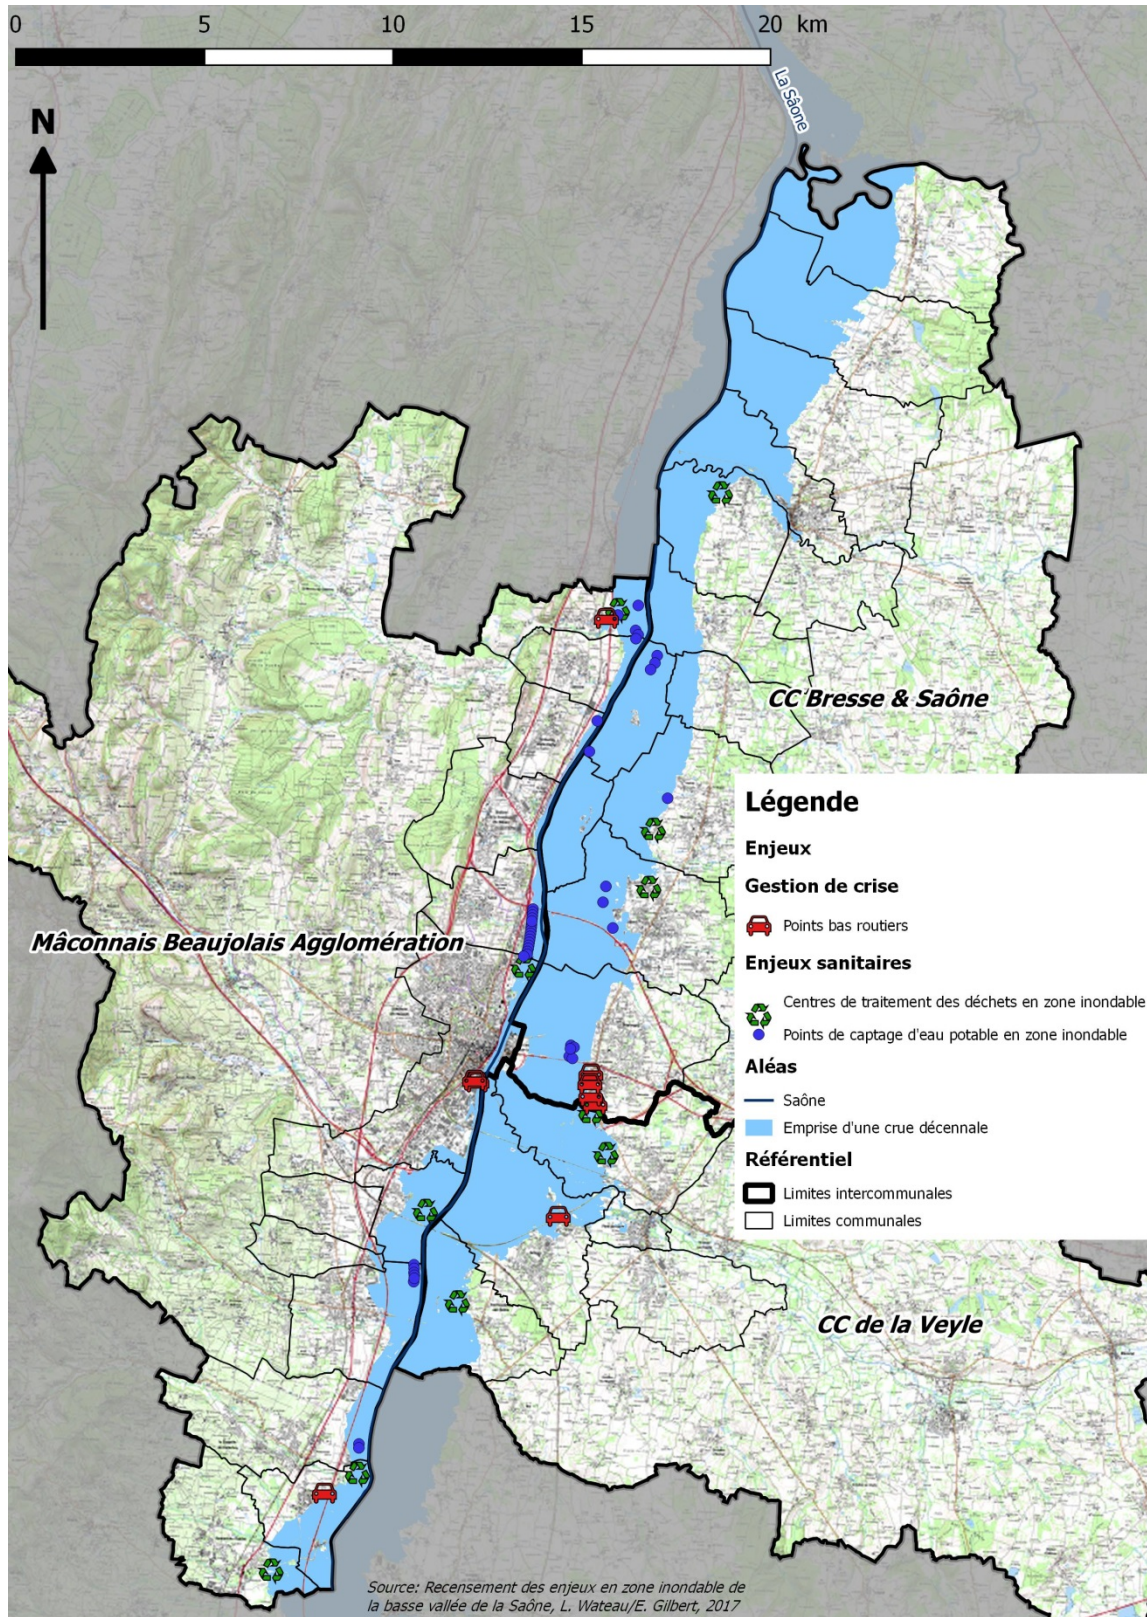 0 5 10 15 20 km
La Sâone
N
CC Bresse & Saône
Mâconnais Beaujolais Agglomération
CC de la Veyle
Légende
Enjeux
Gestion de crise
Points bas routiers
Enjeux sanitaires
Centres de traitement des déchets en zone inondable
Points de captage d'eau potable en zone inondable
Aléas
Saône
Emprise d'une crue décennale
Référentiel
Limites intercommunales
Limites communales
Source: Recensement des enjeux en zone inondable de
la basse vallée de la Saône, L. Wateau/E. Gilbert, 2017